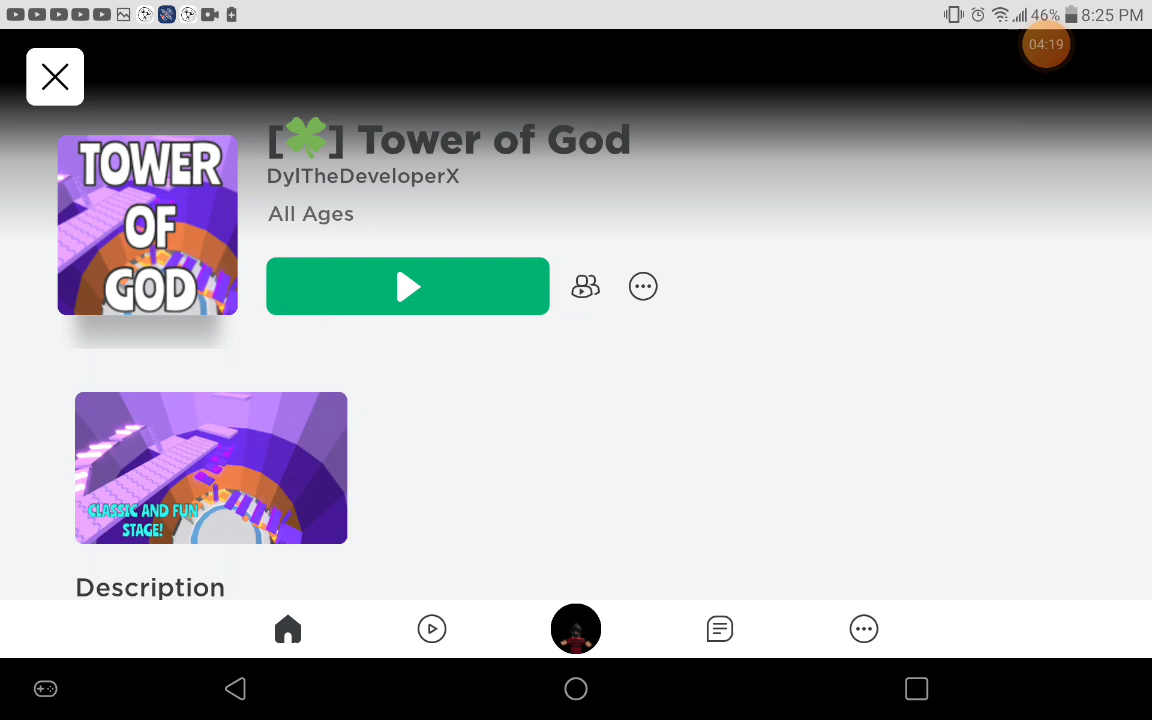 46% 8:25 PM
04:19
[🍀] Tower of God
DylTheDeveloperX
All Ages
TOWER
OF
GOD
CLASSIC AND FUN
STAGE!
Description